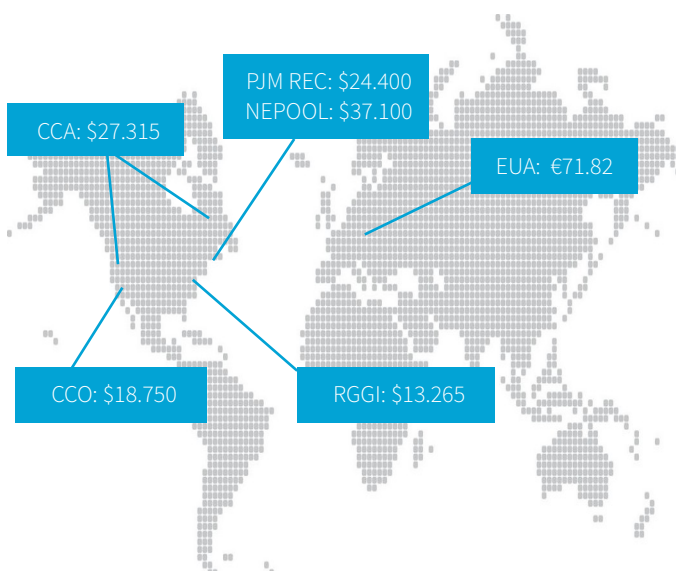 PJM REC: $24.400
NEPOOL: $37.100
CCA: $27.315
EUA: €71.82
CCO: $18.750
RGGI: $13.265